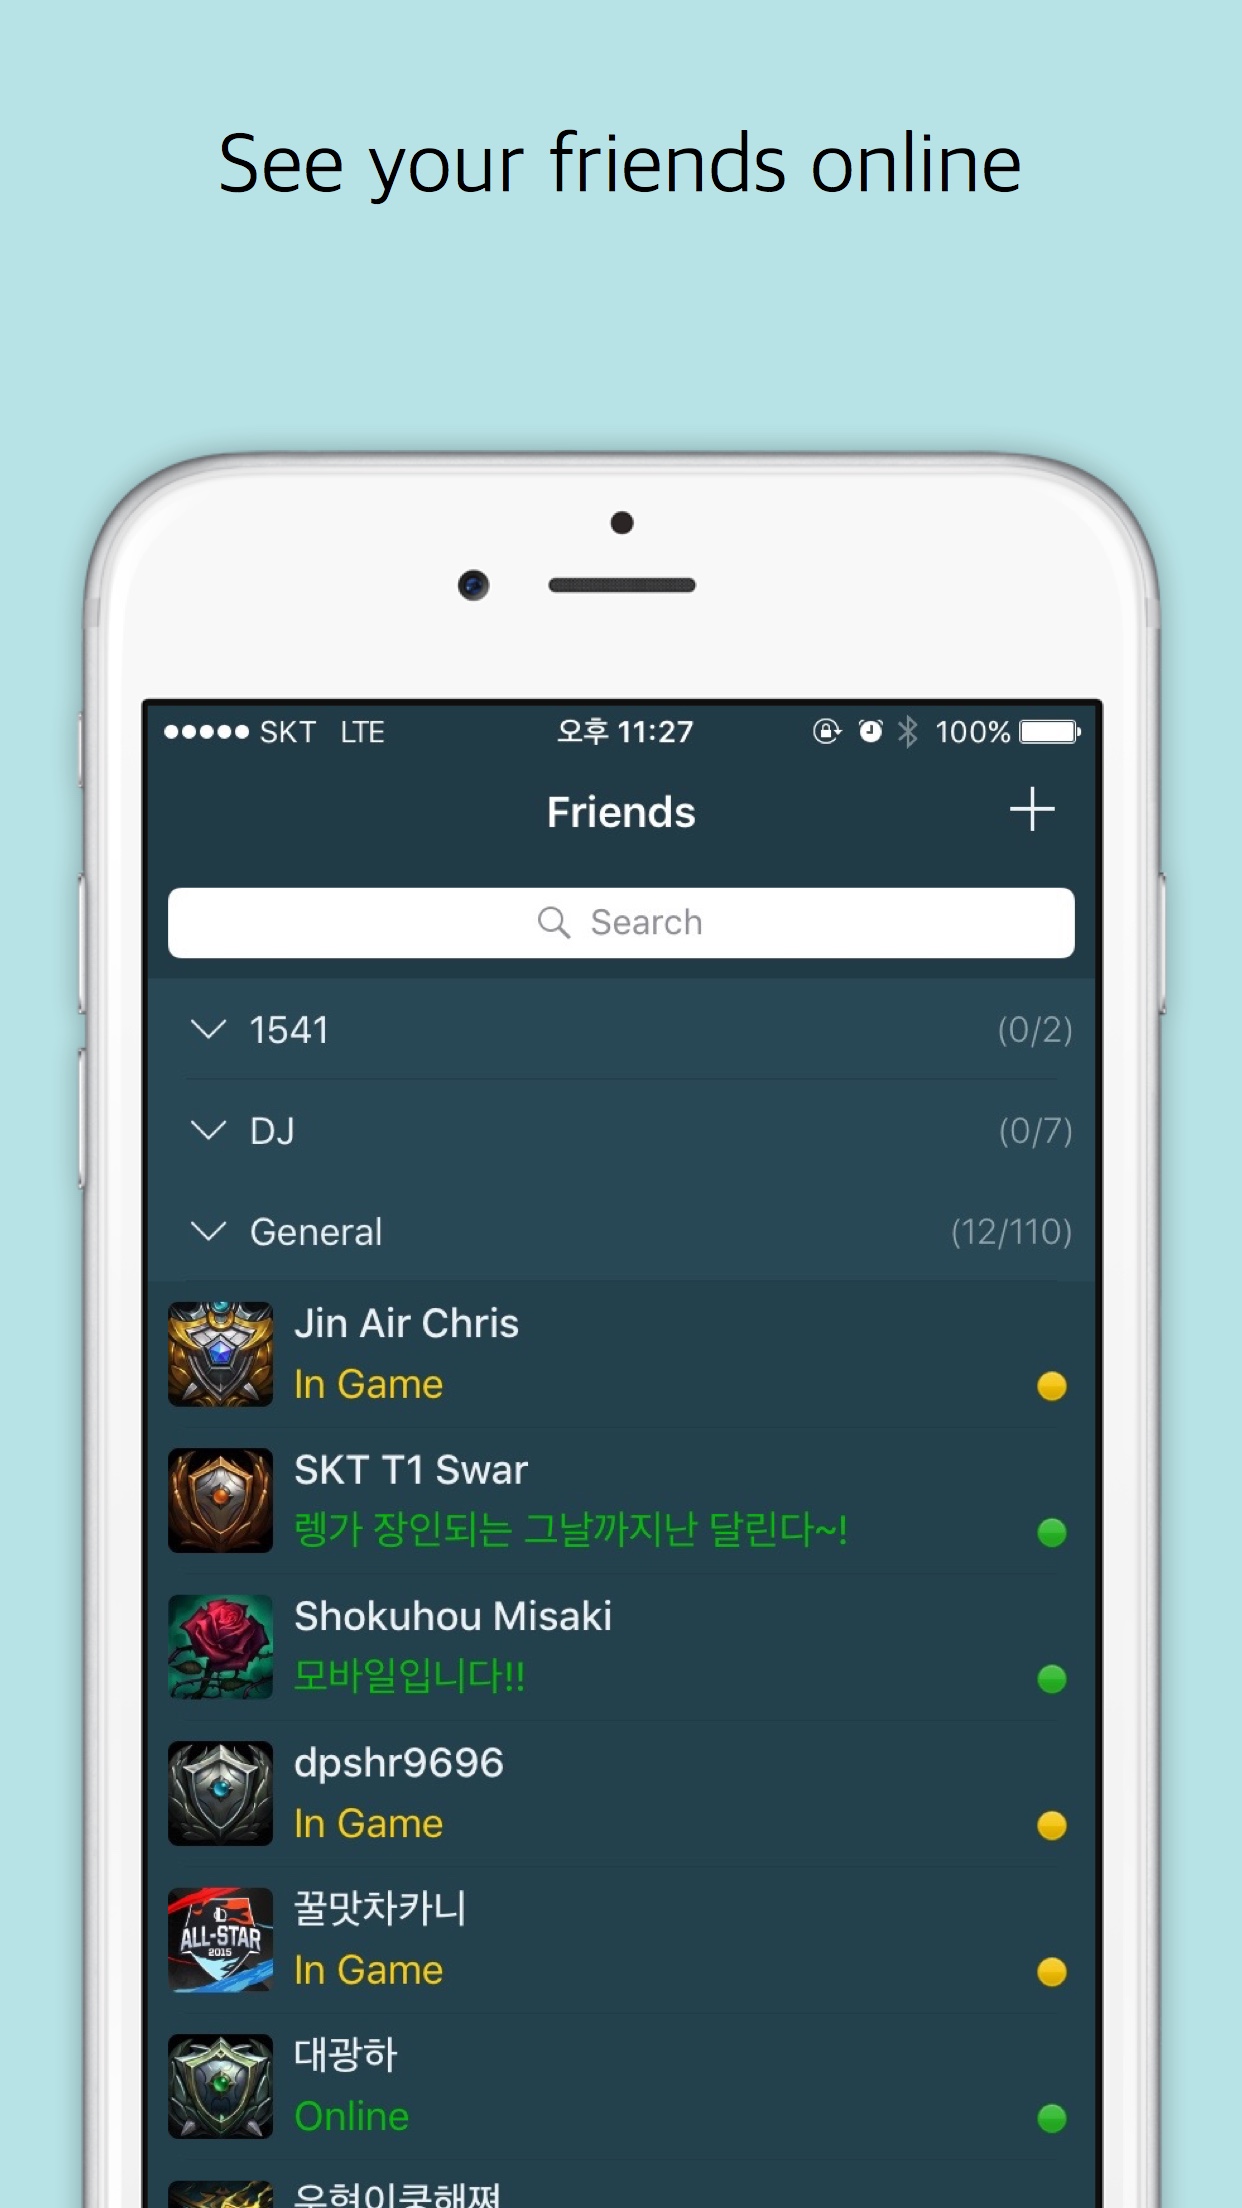 See your friends online
SKT LTE 오후 11:27 100%
Friends
Search
1541 (0/2)
DJ (0/7)
General (12/110)
Jin Air Chris
In Game
SKT T1 Swar
렝가 장인되는 그날까지난 달린다~!
Shokuhou Misaki
모바일입니다!!
dpshr9696
In Game
ALL-STAR
2015
꿀맛차카니
In Game
대광하
Online